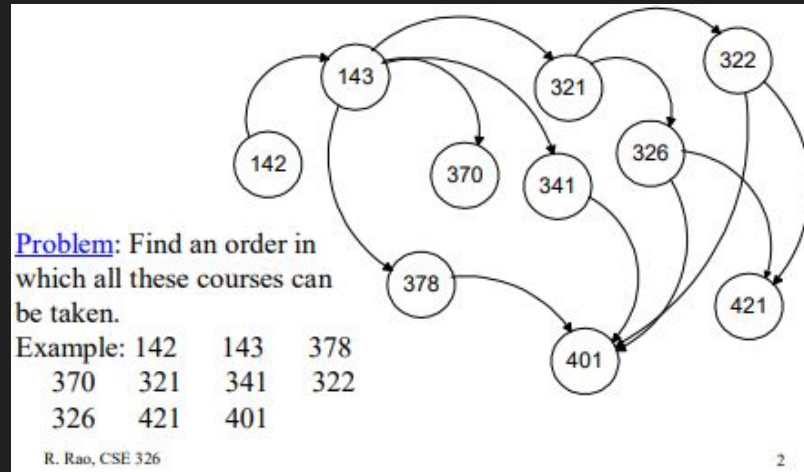 143
321
322
142
370
341
326
378
421
401
Problem: Find an order in
which all these courses can
be taken.
Example: 142 143 378
370 321 341 322
326 421 401
R. Rao, CSE 326
2